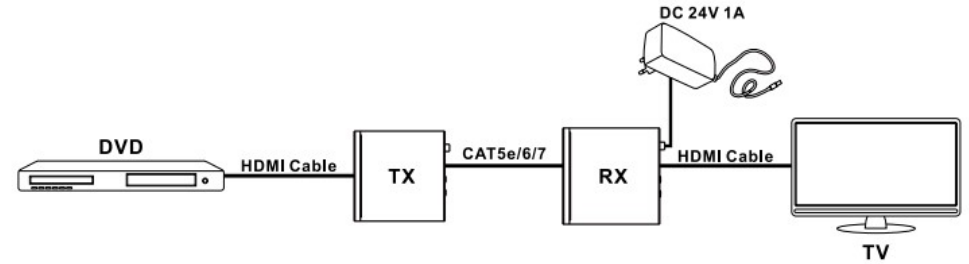 DC 24V 1A
DVD
HDMI Cable
TX
CAT5e/6/7
RX
HDMI Cable
TV